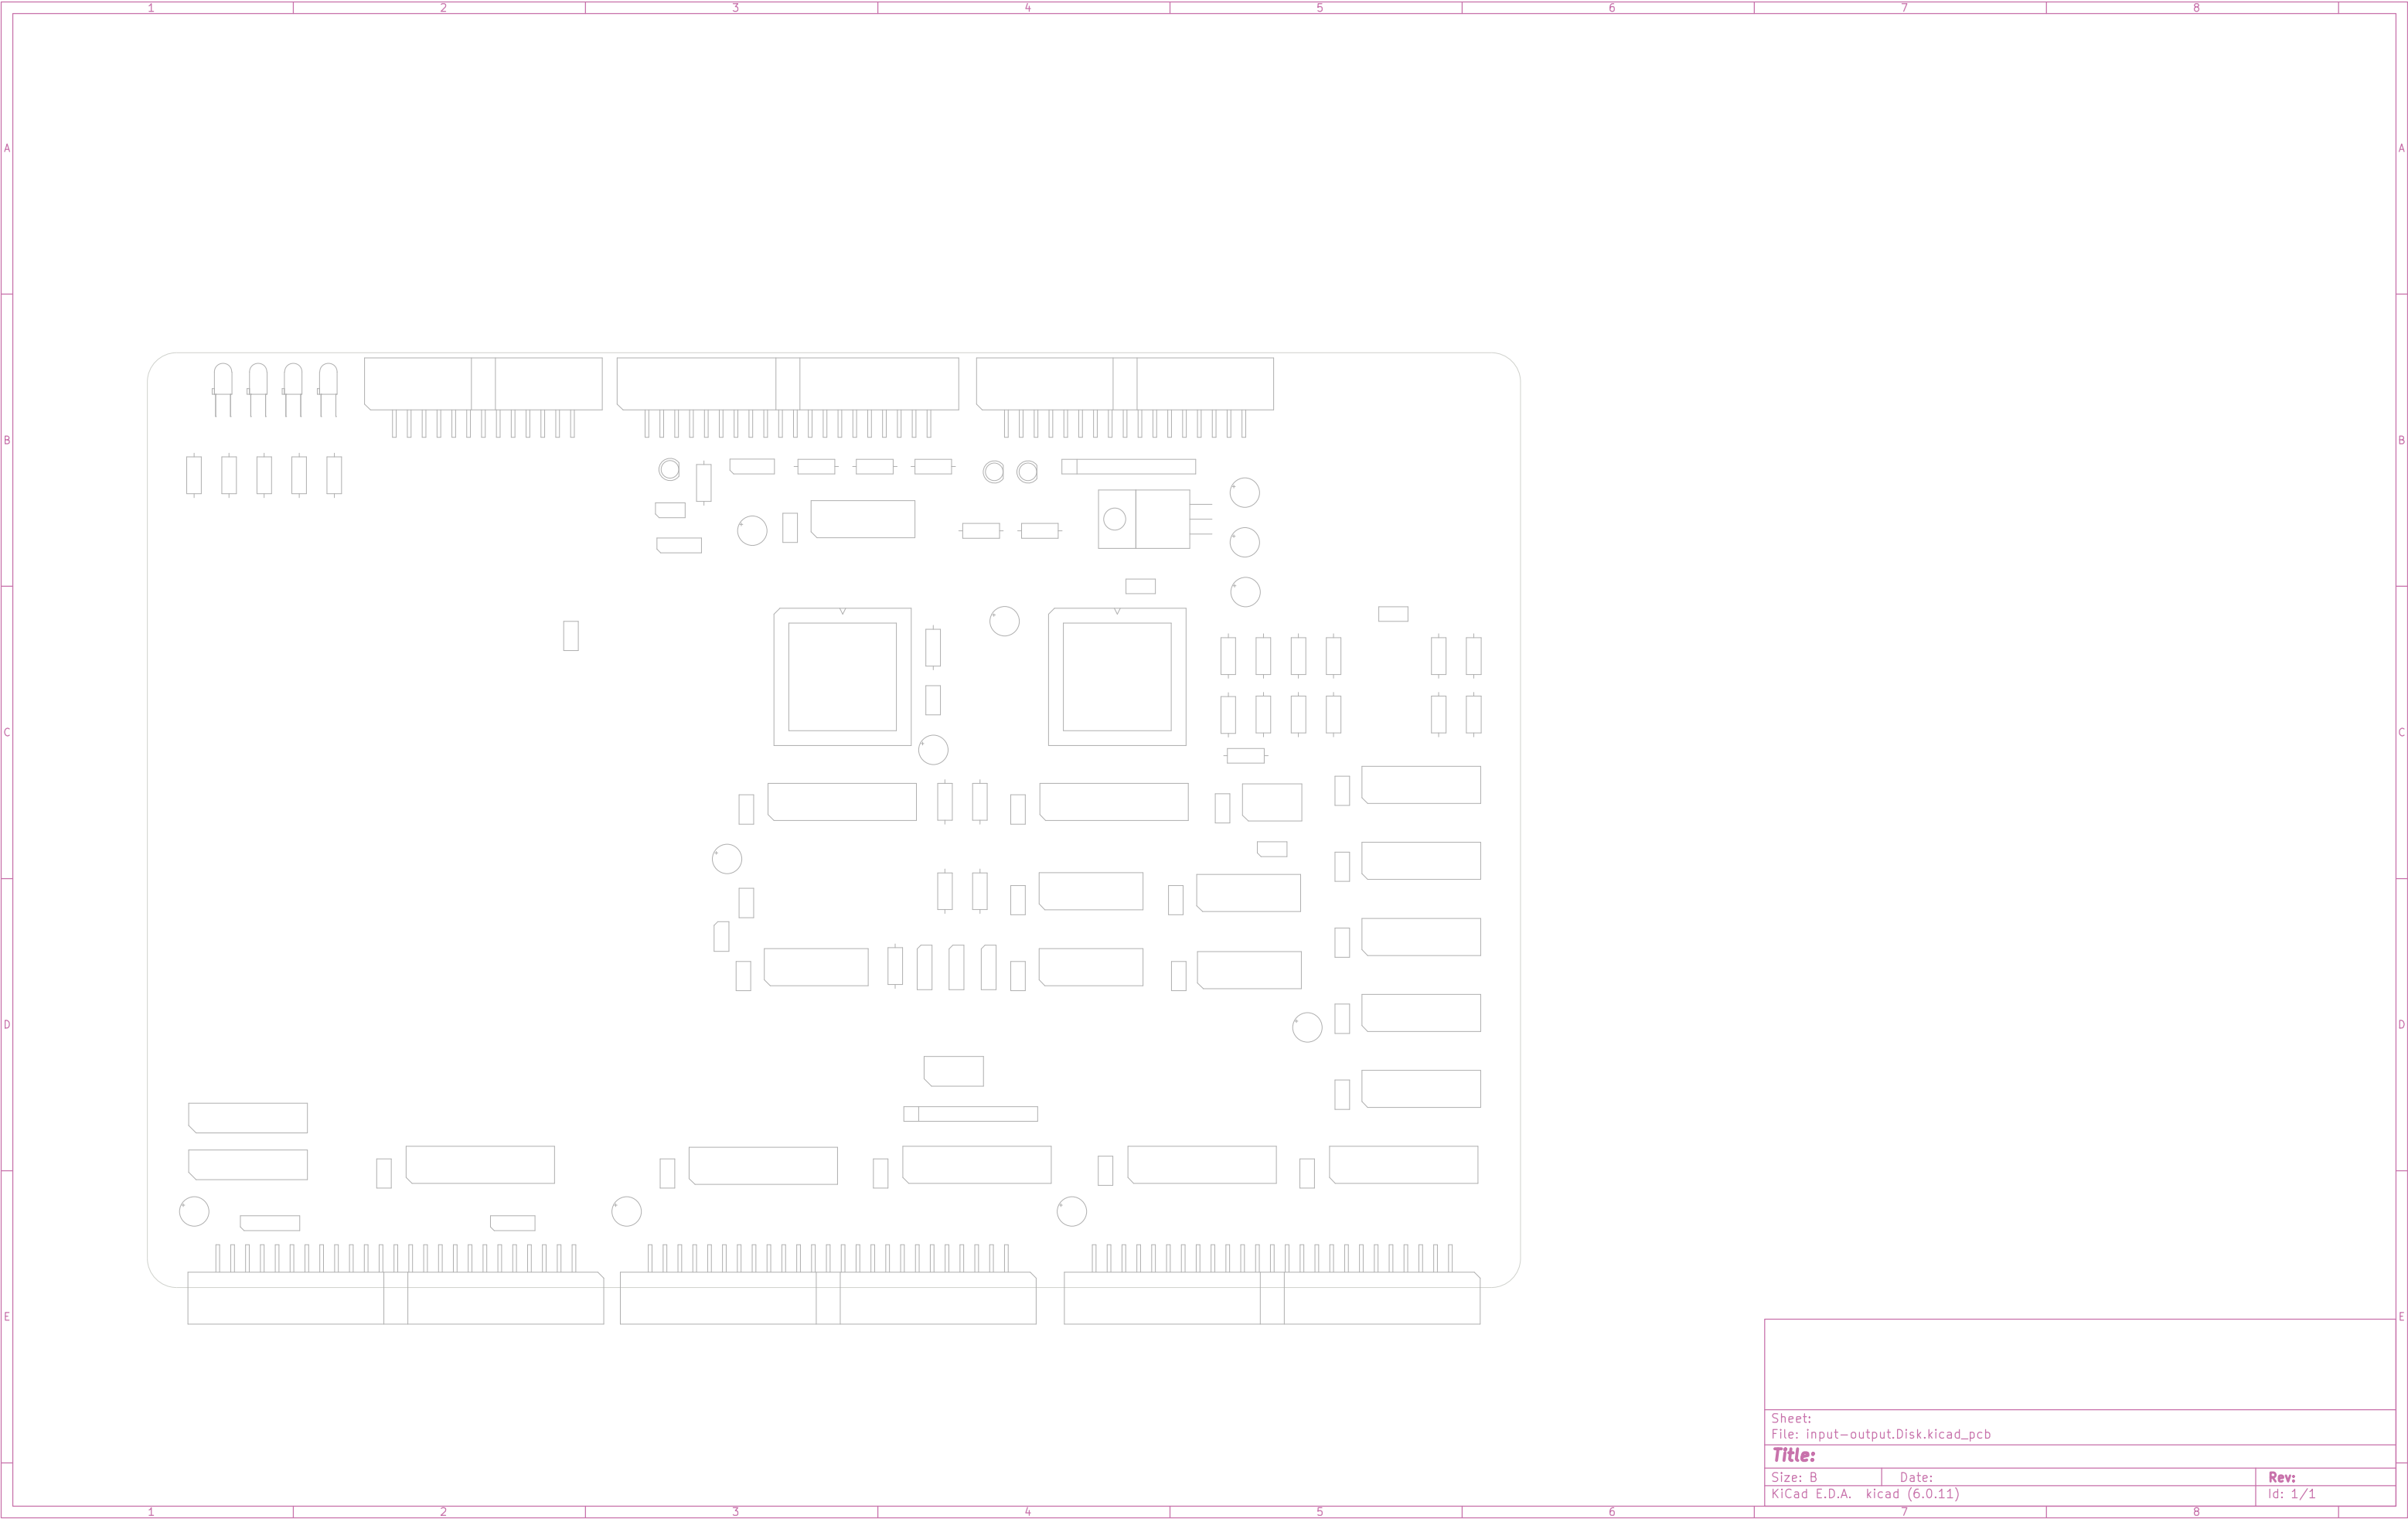 1 2 3 4 5 6 7 8
A A
B B
C C
D D
E E
Sheet:
File: input-output.Disk.kicad_pcb
Title:
Size: B Date: Rev:
KiCad E.D.A. kicad (6.0.11) Id: 1/1
1 2 3 4 5 6 7 8